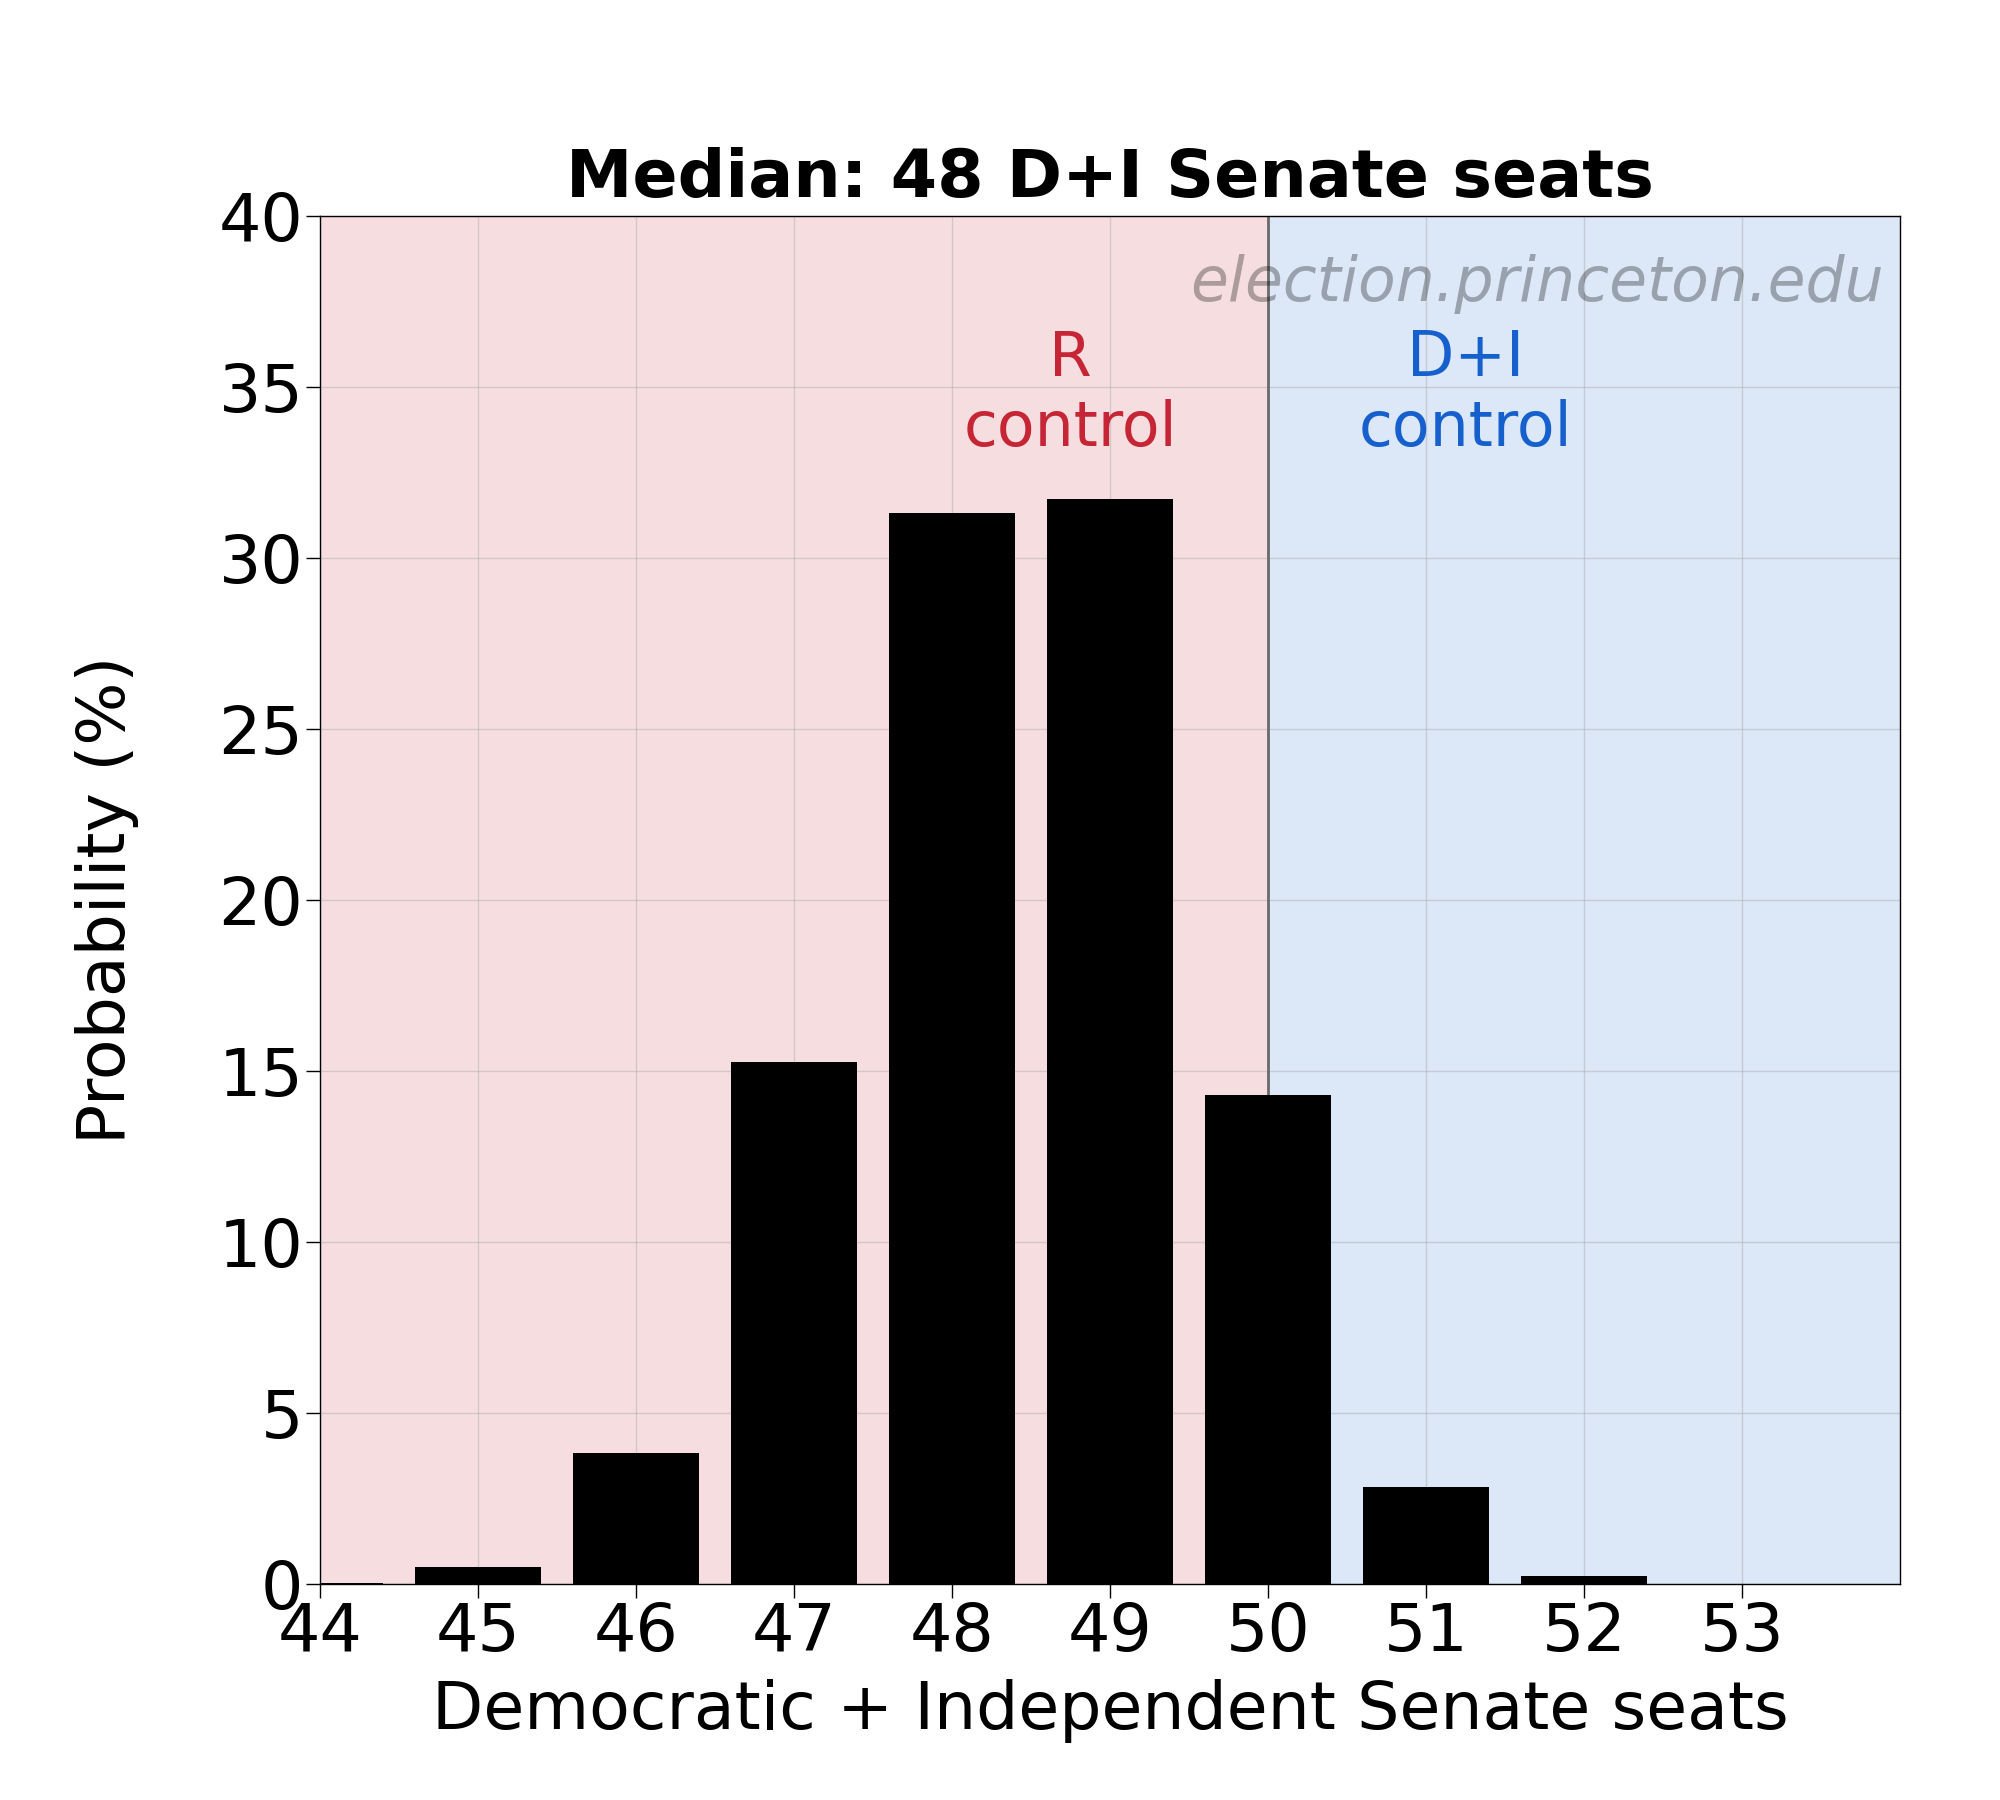 Median: 48 D+I Senate seats
election.princeton.edu
R
control
D+I
control
40
35
30
25
20
15
10
5
0
Probability (%)
44 45 46 47 48 49 50 51 52 53
Democratic + Independent Senate seats